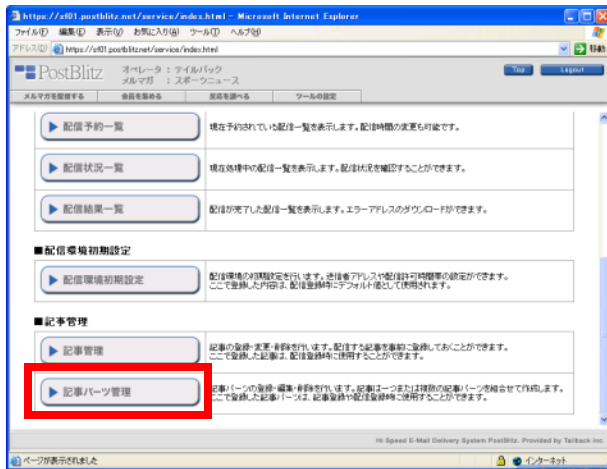 https://sf01.postblitz.net/service/index.html - Microsoft Internet Explorer
ファイル(F) 編集(E) 表示(V) お気に入り(A) ツール(T) ヘルプ(H)
アドレス(D) https://sf01.postblitz.net/service/index.html 移動
PostBlitz オペレータ : テイルバック Top Logout
メルマガ : スポーツニュース
メルマガを配信する 会員を集める 反応を調べる ツールの設定
配信予約一覧 現在予約されている配信一覧を表示します。配信時間の変更も可能です。
配信状況一覧 現在処理中の配信一覧を表示します。配信状況を確認することができます。
配信結果一覧 配信が完了した配信一覧を表示します。エラーアドレスのダウンロードができます。
■配信環境初期設定
配信環境初期設定 配信環境の初期設定を行います。送信者アドレスや配信許可時間帯の設定ができます。
ここで登録した内容は、配信登録時にデフォルト値として使用されます。
■記事管理
記事管理 記事の登録・変更・削除を行います。配信する記事を事前に登録しておくことができます。
ここで登録した記事は、配信登録時に使用することができます。
記事パーツ管理 記事パーツの登録・編集・削除を行います。記事は一つまたは複数の記事パーツを組合せて作成します。
ここで登録した記事パーツは、記事登録や配信登録時に使用することができます。
Hi Speed E-Mail Delivery System PostBlitz. Provided by Tailback Inc.
ページが表示されました インターネット